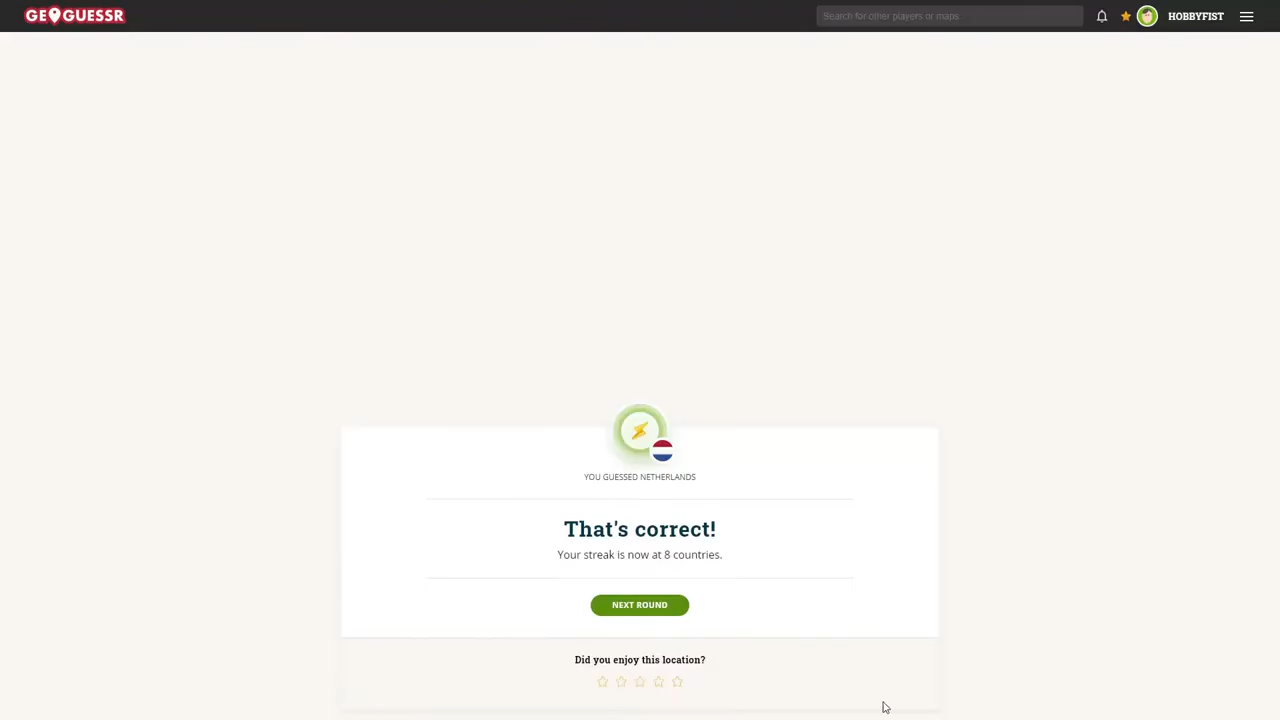 GEOGUESSR
Search for other players or maps
HOBBYFIST
YOU GUESSED NETHERLANDS
That's correct!
Your streak is now at 8 countries.
NEXT ROUND
Did you enjoy this location?